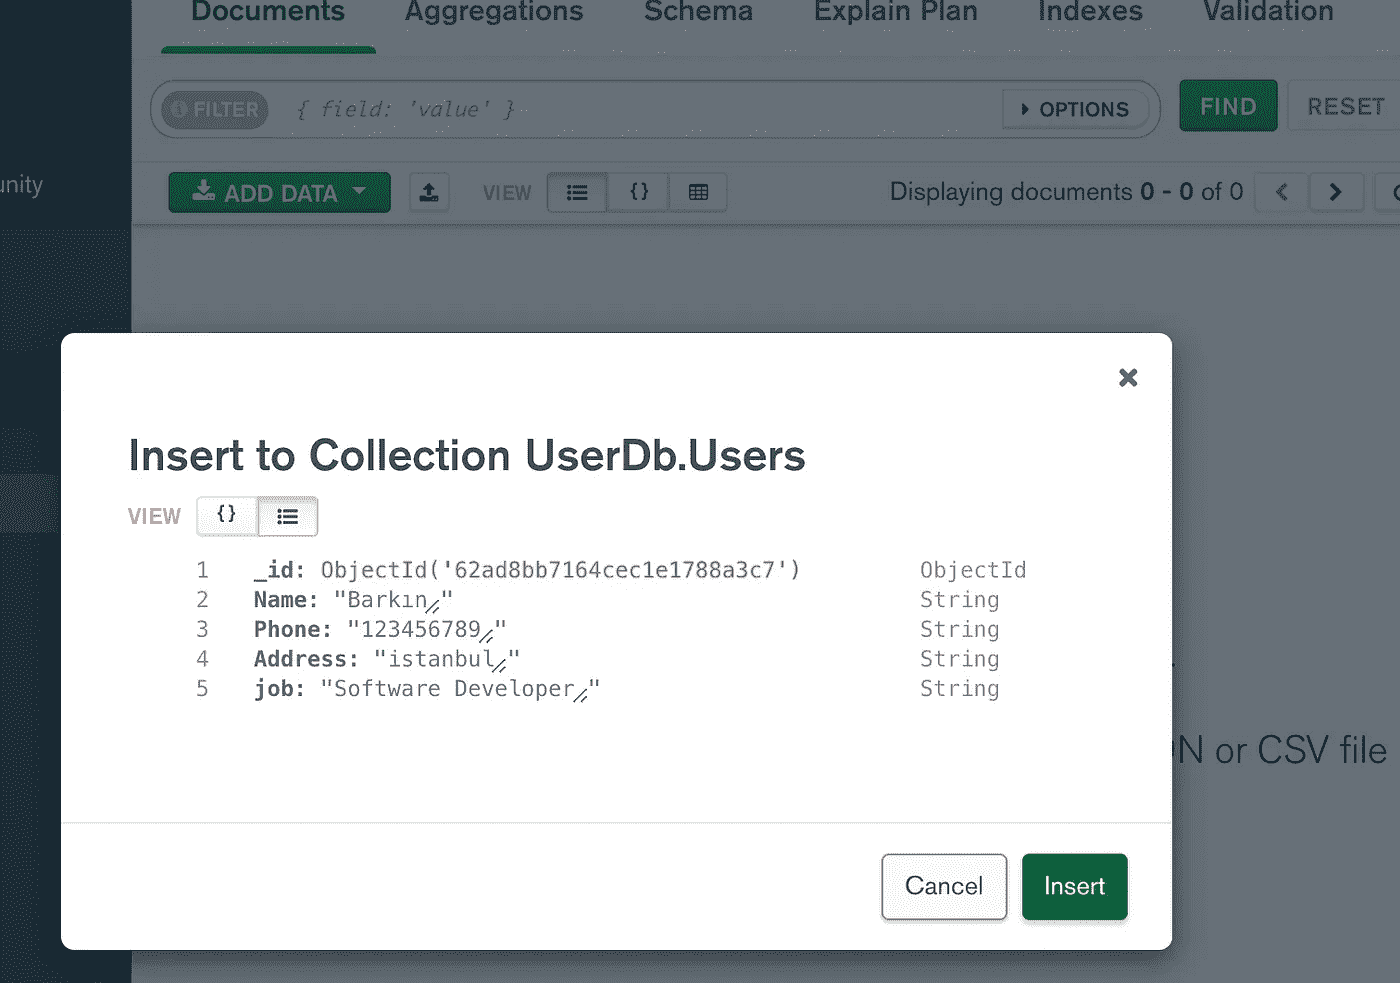 Documents Aggregations Schema Explain Plan Indexes Validation
FILTER { field: 'value' } OPTIONS FIND RESET
unity
ADD DATA VIEW {} Displaying documents 0 - 0 of 0
Insert to Collection UserDb.Users
VIEW {}
1 _id: ObjectId('62ad8bb7164cec1e1788a3c7') ObjectId
2 Name: "Barkın" String
3 Phone: "123456789" String
4 Address: "istanbul" String
5 job: "Software Developer" String
N or CSV file
Cancel Insert